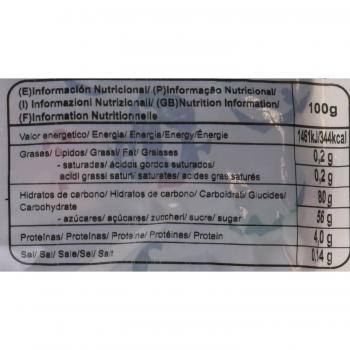 (E)Información Nutricional/ (P)Informação Nutricional/
(I) Informazioni Nutrizionali/ (GB)Nutrition Information/
(F)Information Nutritionnelle
100g
Valor energetico/ Energia/ Energia/Energy/Énergie 1461kJ/344kcal
Grasas/ Lipidos/ Grassi/ Fat/ Graisses 0,2 g
- saturadas/ ácidos gordos saturados/
acidi grassi saturi/ saturates/ acides gras saturés 0,2 g
Hidratos de carbono/ Hidratos de carbono/ Carboidrati/ Glucides/ 80 g
Carbohydrate
- azúcares/ açúcares/ zuccheri/ sucre/ sugar 56 g
Proteínas/ Proteínas/ Proteine/ Protéines/ Protein 4,0 g
Sal/ Sal/ Sale/Sel/ Salt 0,14 g